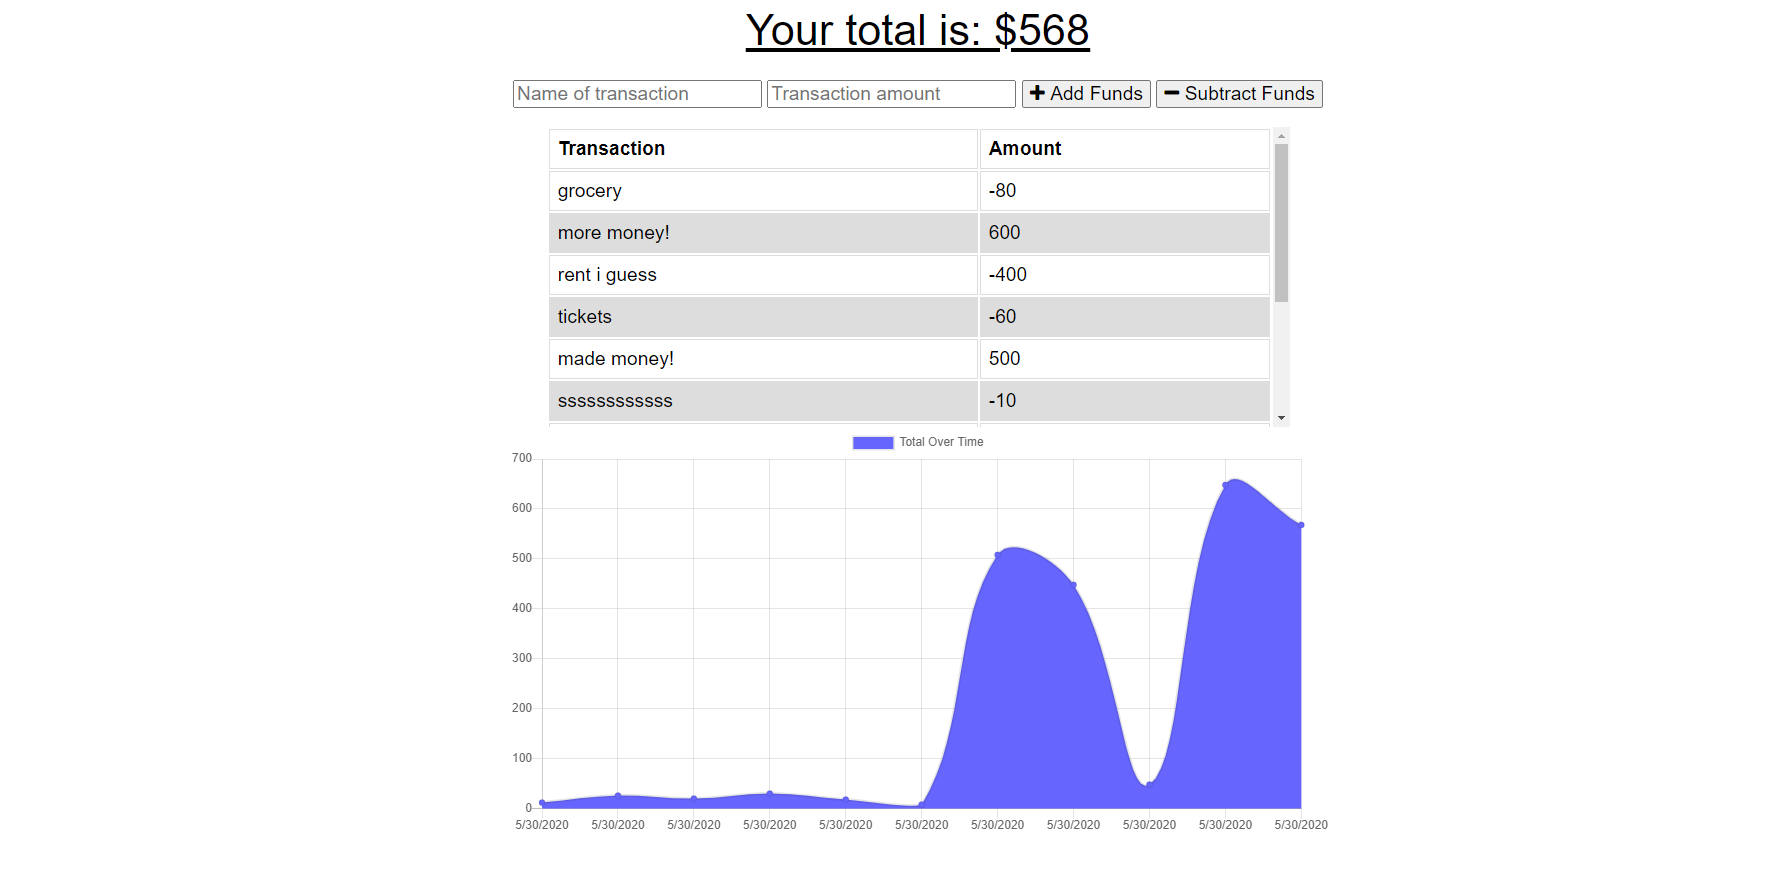 Your total is: $568
Name of transaction Transaction amount Add Funds Subtract Funds
Transaction Amount
grocery -80
more money! 600
rent i guess -400
tickets -60
made money! 500
ssssssssssss -10
Total Over Time
700
600
500
400
300
200
100
0
5/30/2020 5/30/2020 5/30/2020 5/30/2020 5/30/2020 5/30/2020 5/30/2020 5/30/2020 5/30/2020 5/30/2020 5/30/2020